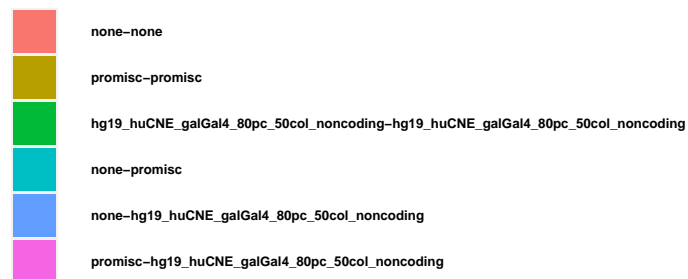 none−none
promisc−promisc
hg19_huCNE_galGal4_80pc_50col_noncoding−hg19_huCNE_galGal4_80pc_50col_noncoding
none−promisc
none−hg19_huCNE_galGal4_80pc_50col_noncoding
promisc−hg19_huCNE_galGal4_80pc_50col_noncoding